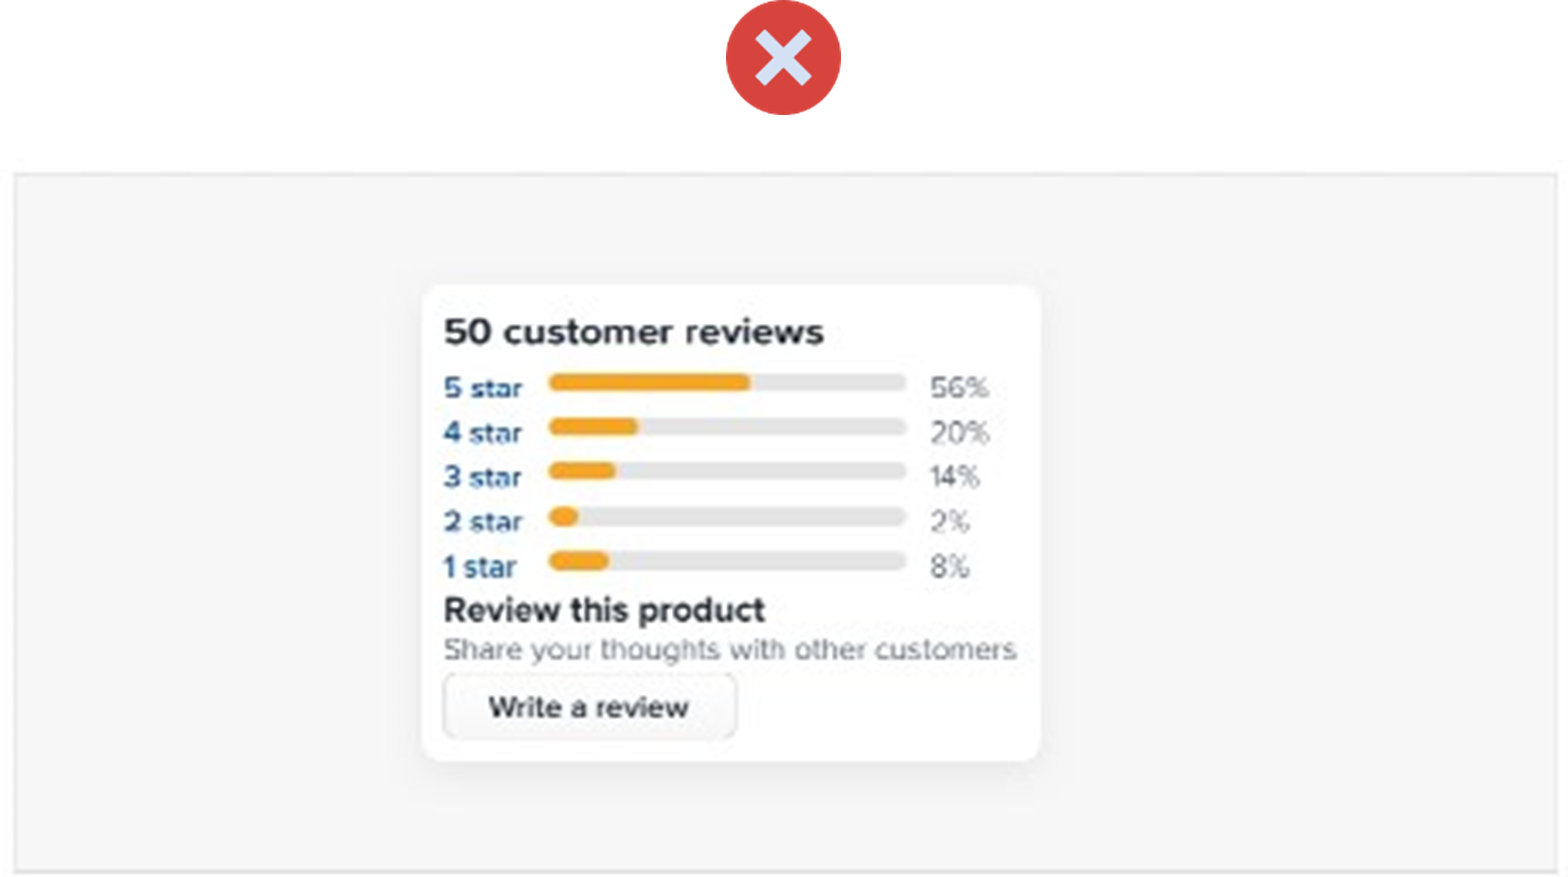 50 customer reviews
5 star 56%
4 star 20%
3 star 14%
2 star 2%
1 star 8%
Review this product
Share your thoughts with other customers
Write a review